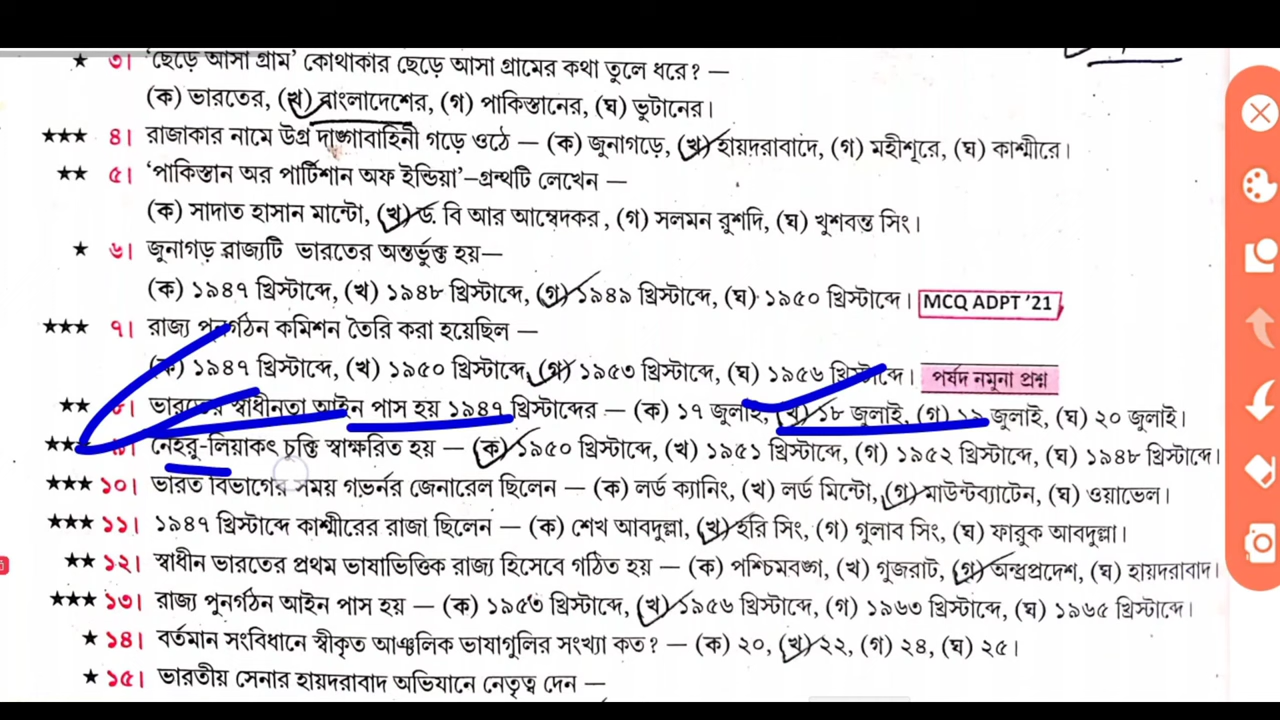 ★ ৩। 'ছেড়ে আসা গ্রাম' কোথাকার ছেড়ে আসা গ্রামের কথা তুলে ধরে? —
(ক) ভারতের, (খ) বাংলাদেশের, (গ) পাকিস্তানের, (ঘ) ভুটানের।
★★★ ৪। রাজাকার নামে উগ্র দাঙ্গাবাহিনী গড়ে ওঠে — (ক) জুনাগড়ে, (খ) হায়দরাবাদে, (গ) মহীশূরে, (ঘ) কাশ্মীরে।
★★ ৫। 'পাকিস্তান অর পার্টিশান অফ ইন্ডিয়া'–গ্রন্থটি লেখেন —
(ক) সাদাত হাসান মান্টো, (খ) ড. বি আর আম্বেদকর, (গ) সলমন রুশদি, (ঘ) খুশবন্ত সিং।
★ ৬। জুনাগড় রাজ্যটি ভারতের অন্তর্ভুক্ত হয়—
(ক) ১৯৪৭ খ্রিস্টাব্দে, (খ) ১৯৪৮ খ্রিস্টাব্দে, (গ) ১৯৪৯ খ্রিস্টাব্দে, (ঘ) ১৯৫০ খ্রিস্টাব্দে। MCQ ADPT '21
★★★ ৭। রাজ্য পুনর্গঠন কমিশন তৈরি করা হয়েছিল —
(ক) ১৯৪৭ খ্রিস্টাব্দে, (খ) ১৯৫০ খ্রিস্টাব্দে, (গ) ১৯৫৩ খ্রিস্টাব্দে, (ঘ) ১৯৫৬ খ্রিস্টাব্দে। পর্ষদ নমুনা প্রশ্ন
★★ ৮। ভারতের স্বাধীনতা আইন পাস হয় ১৯৪৭ খ্রিস্টাব্দের — (ক) ১৭ জুলাই, (খ) ১৮ জুলাই, (গ) ১৯ জুলাই, (ঘ) ২০ জুলাই।
★★★ ৯। নেহরু-লিয়াকৎ চুক্তি স্বাক্ষরিত হয় — (ক) ১৯৫০ খ্রিস্টাব্দে, (খ) ১৯৫১ খ্রিস্টাব্দে, (গ) ১৯৫২ খ্রিস্টাব্দে, (ঘ) ১৯৪৮ খ্রিস্টাব্দে।
★★★ ১০। ভারত বিভাগের সময় গভর্নর জেনারেল ছিলেন — (ক) লর্ড ক্যানিং, (খ) লর্ড মিন্টো, (গ) মাউন্টব্যাটেন, (ঘ) ওয়াভেল।
★★★ ১১। ১৯৪৭ খ্রিস্টাব্দে কাশ্মীরের রাজা ছিলেন — (ক) শেখ আবদুল্লা, (খ) হরি সিং, (গ) গুলাব সিং, (ঘ) ফারুক আবদুল্লা।
★★ ১২। স্বাধীন ভারতের প্রথম ভাষাভিত্তিক রাজ্য হিসেবে গঠিত হয় — (ক) পশ্চিমবঙ্গ, (খ) গুজরাট, (গ) অন্ধ্রপ্রদেশ, (ঘ) হায়দরাবাদ।
★★★ ১৩। রাজ্য পুনর্গঠন আইন পাস হয় — (ক) ১৯৫৩ খ্রিস্টাব্দে, (খ) ১৯৫৬ খ্রিস্টাব্দে, (গ) ১৯৬৩ খ্রিস্টাব্দে, (ঘ) ১৯৬৫ খ্রিস্টাব্দে।
★ ১৪। বর্তমান সংবিধানে স্বীকৃত আঞ্চলিক ভাষাগুলির সংখ্যা কত? — (ক) ২০, (খ) ২২, (গ) ২৪, (ঘ) ২৫।
★ ১৫। ভারতীয় সেনার হায়দরাবাদ অভিযানে নেতৃত্ব দেন —